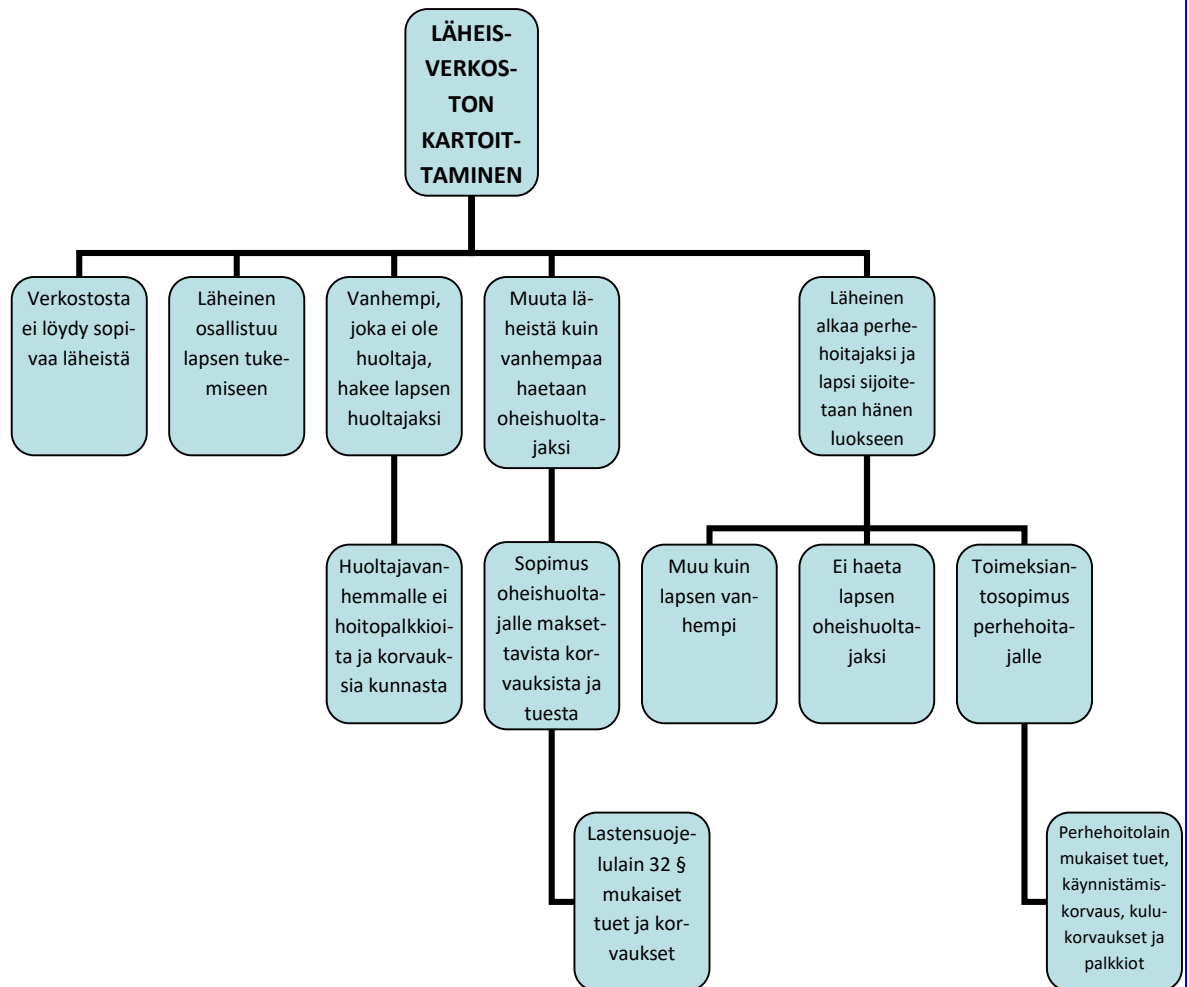 LÄHEIS-
VERKOS-
TON
KARTOIT-
TAMINEN
Verkostosta
ei löydy sopi-
vaa läheistä
Läheinen
osallistuu
lapsen tuke-
miseen
Vanhempi,
joka ei ole
huoltaja,
hakee lapsen
huoltajaksi
Muuta lä-
heistä kuin
vanhempaa
haetaan
oheishuolta-
jaksi
Läheinen
alkaa perhe-
hoitajaksi ja
lapsi sijoite-
taan hänen
luokseen
Huoltajavan-
hemmalle ei
hoitopalkkioi-
ta ja korvauk-
sia kunnasta
Sopimus
oheishuolta-
jalle makset-
tavista kor-
vauksista ja
tuesta
Muu kuin
lapsen van-
hempi
Ei haeta
lapsen
oheishuolta-
jaksi
Toimeksian-
tosopimus
perhehoita-
jalle
Lastensuoje-
lulain 32 §
mukaiset
tuet ja kor-
vaukset
Perhehoitolain
mukaiset tuet,
käynnistämis-
korvaus, kulu-
korvaukset ja
palkkiot